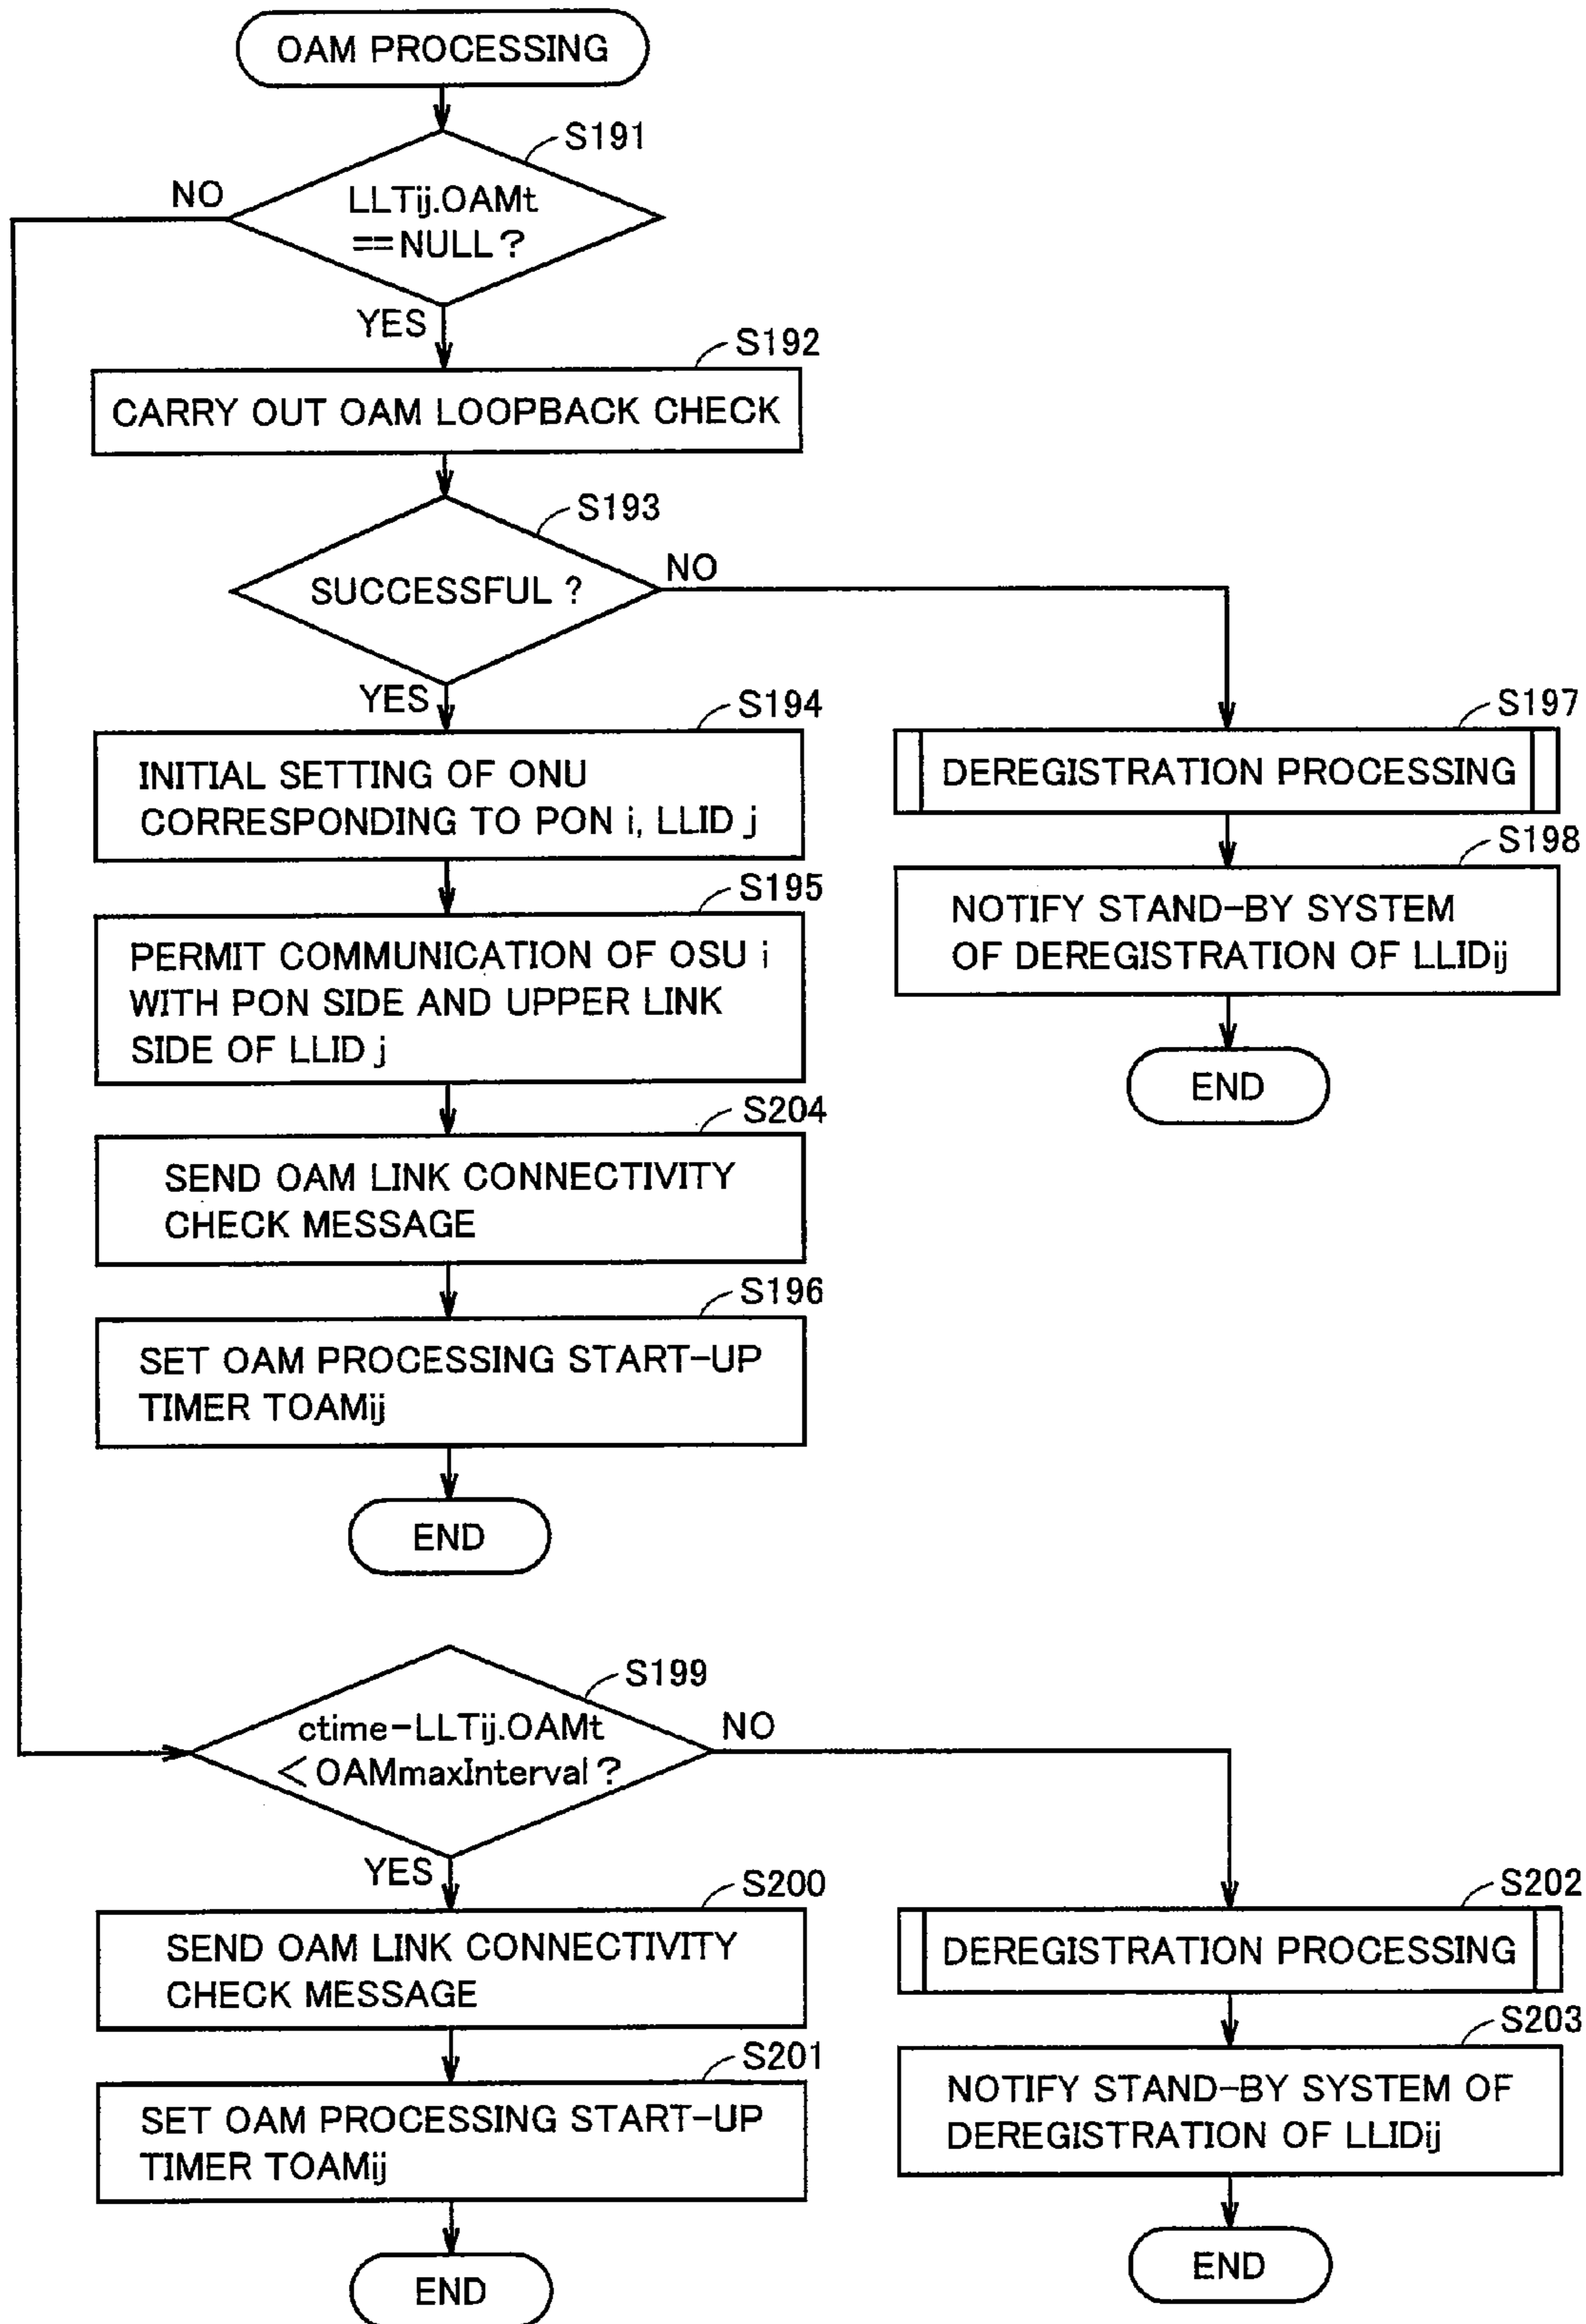 OAM PROCESSING
S191
NO
LLTij.OAMt
==NULL?
YES
S192
CARRY OUT OAM LOOPBACK CHECK
S193
SUCCESSFUL?
NO
YES
S194
INITIAL SETTING OF ONU
CORRESPONDING TO PON i, LLID j
S197
DEREGISTRATION PROCESSING
S195
PERMIT COMMUNICATION OF OSU i
WITH PON SIDE AND UPPER LINK
SIDE OF LLID j
S198
NOTIFY STAND-BY SYSTEM
OF DEREGISTRATION OF LLIDij
END
S204
SEND OAM LINK CONNECTIVITY
CHECK MESSAGE
S196
SET OAM PROCESSING START-UP
TIMER TOAMij
END
S199
ctime-LLTij.OAMt
<OAMmaxInterval?
NO
YES
S200
SEND OAM LINK CONNECTIVITY
CHECK MESSAGE
S202
DEREGISTRATION PROCESSING
S201
SET OAM PROCESSING START-UP
TIMER TOAMij
S203
NOTIFY STAND-BY SYSTEM OF
DEREGISTRATION OF LLIDij
END
END